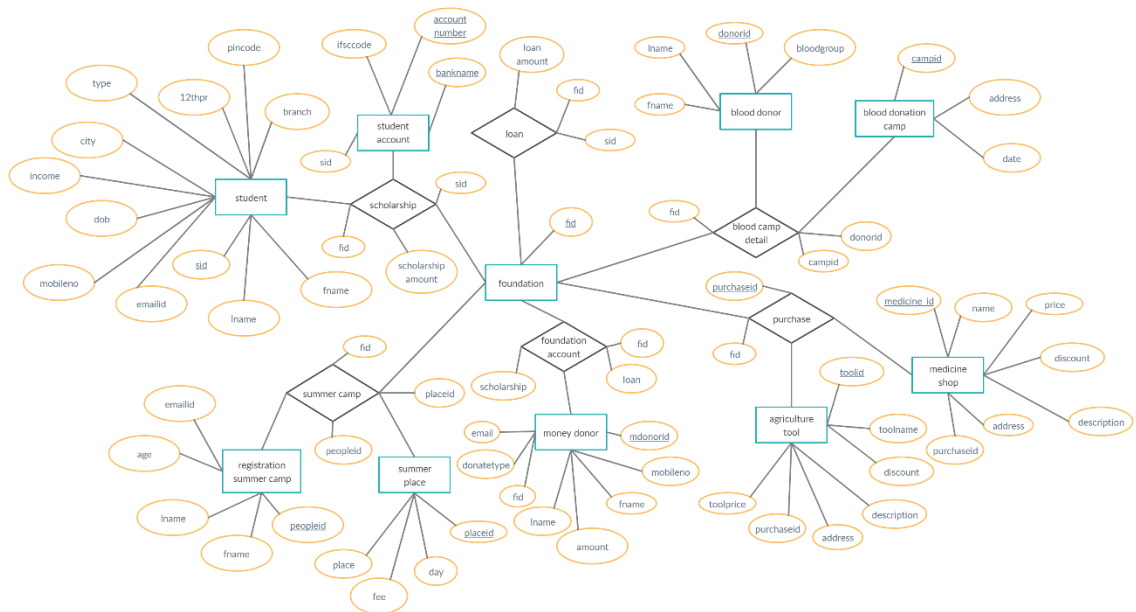 account
number
pincode
ifsccode
loan
amount
lname
donorid
bloodgroup
campid
type
12thpr
bankname
fid
branch
fname
blood donor
blood donation
camp
address
student
account
loan
city
sid
sid
date
income
sid
student
scholarship
fid
dob
fid
blood camp
detail
donorid
fid
scholarship
amount
campid
sid
mobileno
emailid
fname
foundation
purchaseid
medicine_id
name
price
lname
purchase
foundation
account
fid
fid
fid
discount
scholarship
loan
toolid
medicine
shop
summer camp
placeid
emailid
agriculture
tool
description
email
money donor
mdonorid
toolname
address
peopleid
age
donatetype
purchaseid
registration
summer camp
summer
place
mobileno
discount
fid
fname
toolprice
description
lname
lname
peopleid
placeid
purchaseid
address
fname
place
day
amount
fee